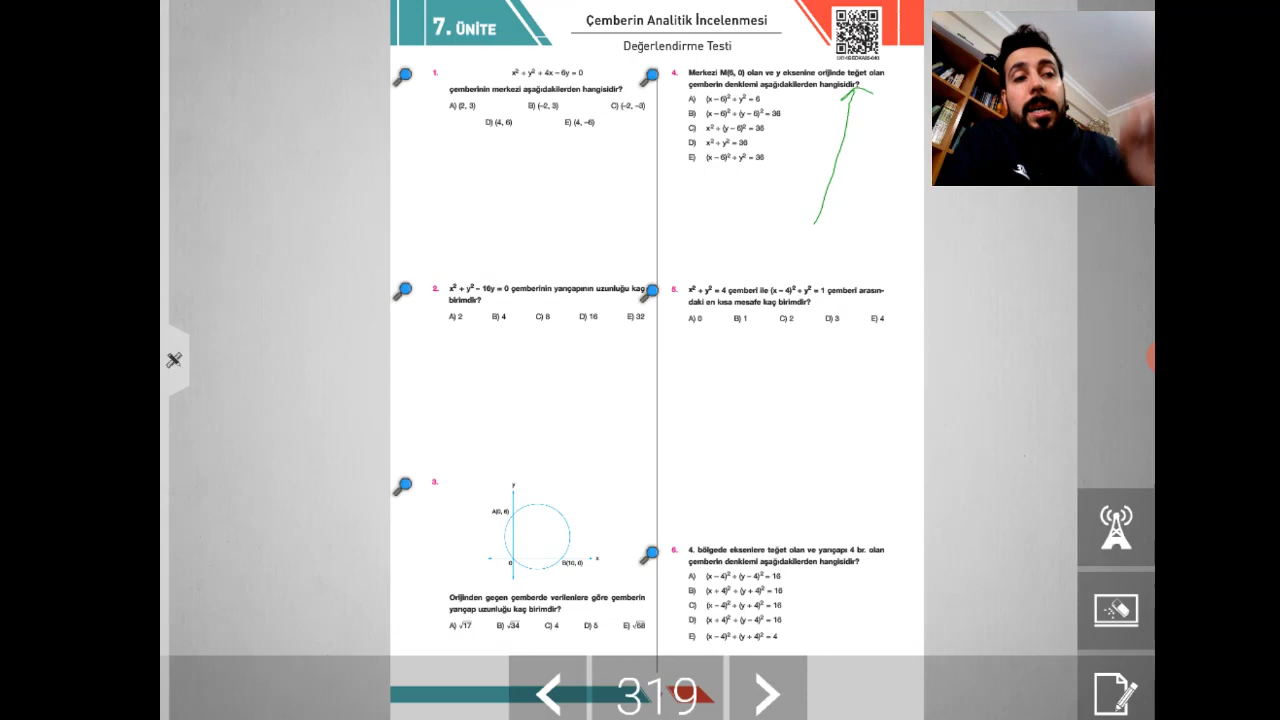 7. ÜNİTE
Çemberin Analitik İncelenmesi
Değerlendirme Testi
1.
x² + y² + 4x – 6y = 0
çemberinin merkezi aşağıdakilerden hangisidir?
A) (2, 3) B) (–2, 3) C) (–2, –3)
D) (4, 6) E) (4, –6)
2. x² + y² – 16y = 0 çemberinin yarıçapının uzunluğu kaç
birimdir?
A) 2 B) 4 C) 8 D) 16 E) 32
3.
y
A(0, 6)
0 B(10, 0) x
Orijinden geçen çemberde verilenlere göre çemberin
yarıçap uzunluğu kaç birimdir?
A) √17 B) √34 C) 4 D) 5 E) √68
4. Merkezi M(6, 0) olan ve y eksenine orijinde teğet olan
çemberin denklemi aşağıdakilerden hangisidir?
A) (x – 6)² + y² = 6
B) (x – 6)² + (y – 6)² = 36
C) x² + (y – 6)² = 36
D) x² + y² = 36
E) (x – 6)² + y² = 36
5. x² + y² = 4 çemberi ile (x – 4)² + y² = 1 çemberi arasın-
daki en kısa mesafe kaç birimdir?
A) 0 B) 1 C) 2 D) 3 E) 4
6. 4. bölgede eksenlere teğet olan ve yarıçapı 4 br. olan
çemberin denklemi aşağıdakilerden hangisidir?
A) (x – 4)² + (y – 4)² = 16
B) (x + 4)² + (y + 4)² = 16
C) (x – 4)² + (y + 4)² = 16
D) (x + 4)² + (y – 4)² = 16
E) (x – 4)² + (y + 4)² = 4
319